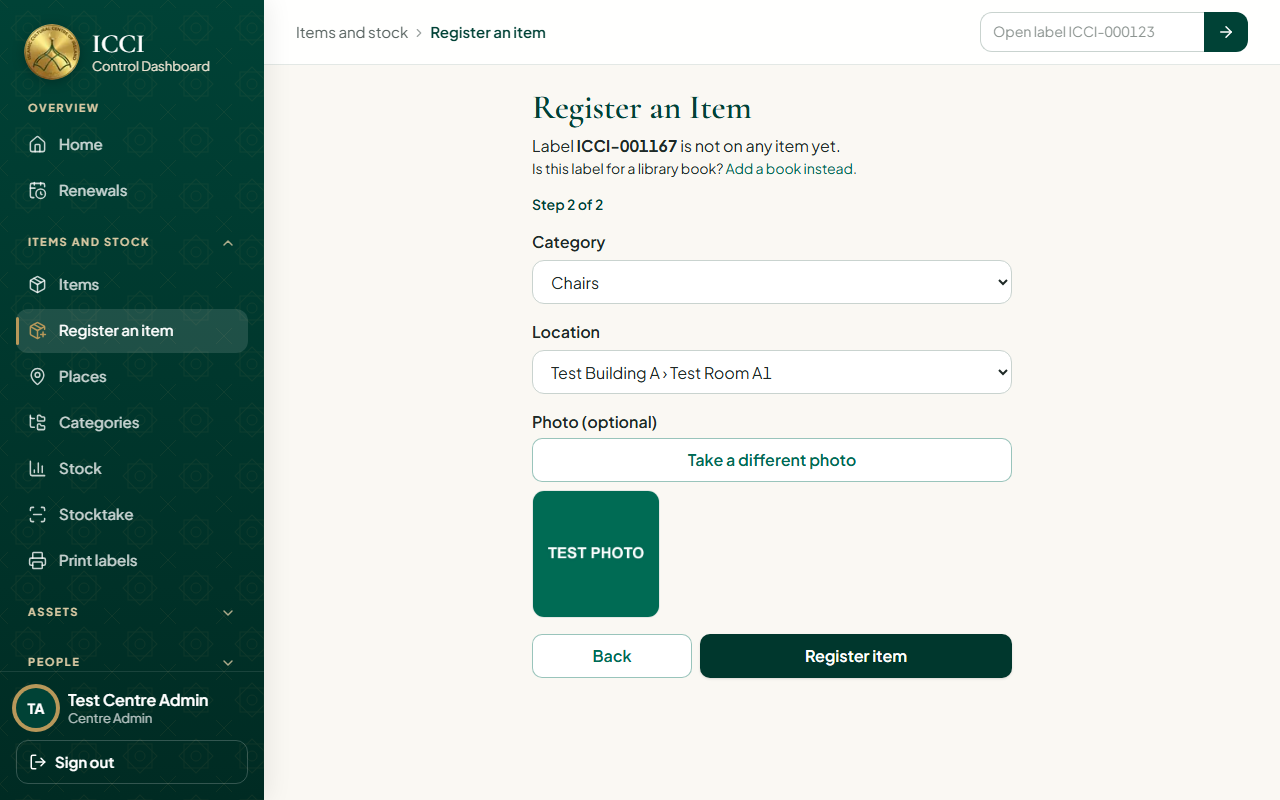 ICCI
Control Dashboard
OVERVIEW
Home
Renewals
ITEMS AND STOCK
Items
Register an item
Places
Categories
Stock
Stocktake
Print labels
ASSETS
PEOPLE
TA
Test Centre Admin
Centre Admin
Sign out
Items and stock › Register an item
Open label ICCI-000123
Register an Item
Label ICCI-001167 is not on any item yet.
Is this label for a library book? Add a book instead.
Step 2 of 2
Category
Chairs
Location
Test Building A › Test Room A1
Photo (optional)
Take a different photo
TEST PHOTO
Back
Register item